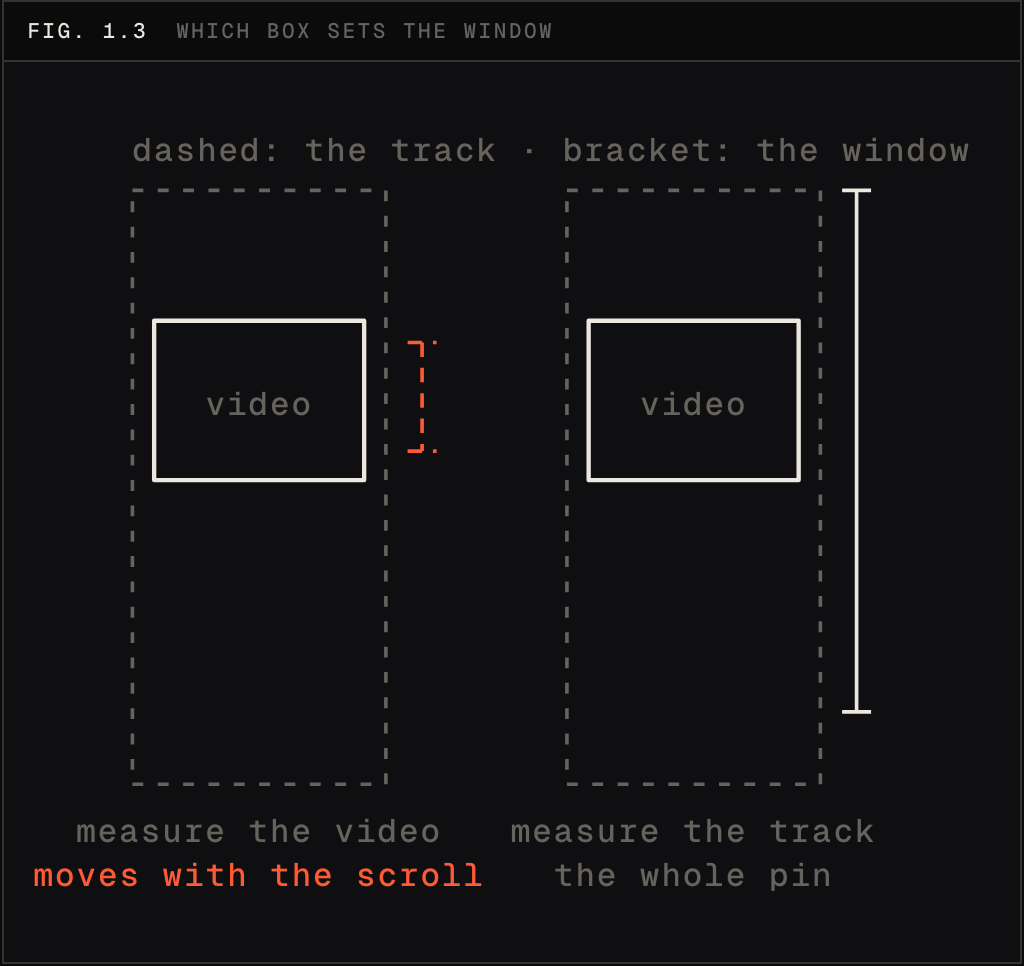 FIG. 1.3 WHICH BOX SETS THE WINDOW
dashed: the track · bracket: the window
video
video
measure the video
moves with the scroll
measure the track
the whole pin